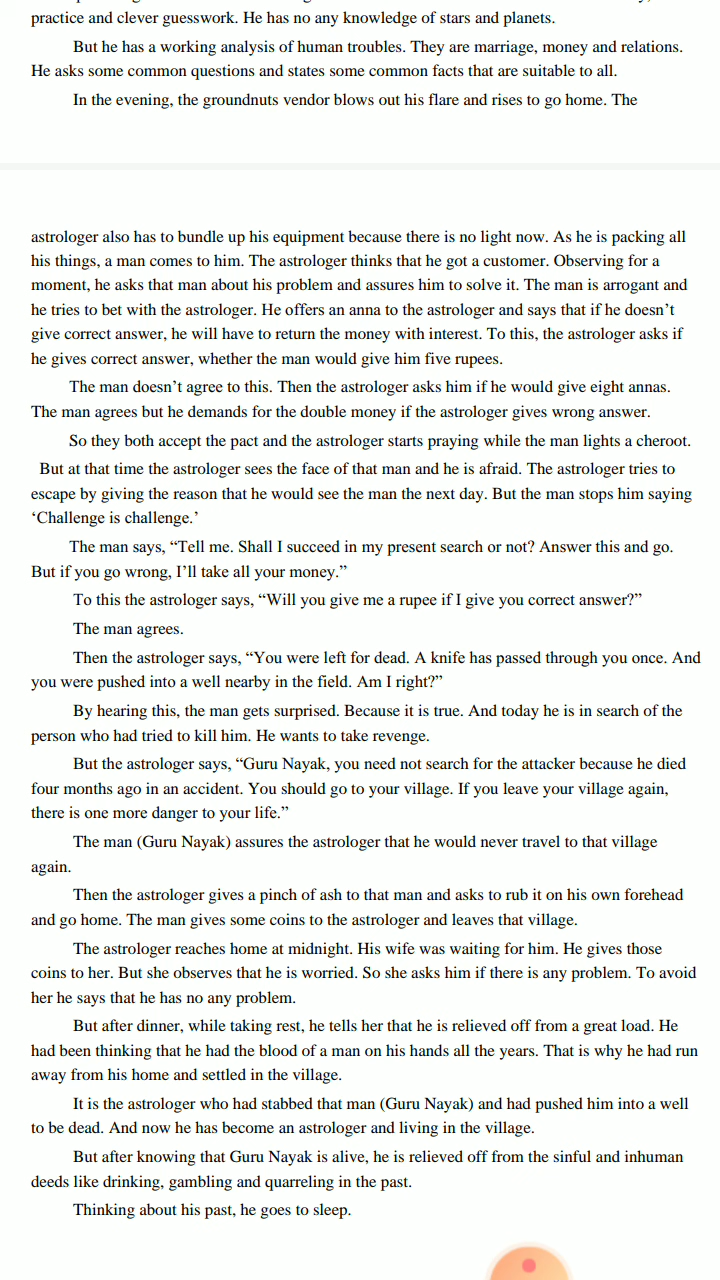 practice and clever guesswork. He has no any knowledge of stars and planets.
But he has a working analysis of human troubles. They are marriage, money and relations.
He asks some common questions and states some common facts that are suitable to all.
In the evening, the groundnuts vendor blows out his flare and rises to go home. The
astrologer also has to bundle up his equipment because there is no light now. As he is packing all
his things, a man comes to him. The astrologer thinks that he got a customer. Observing for a
moment, he asks that man about his problem and assures him to solve it. The man is arrogant and
he tries to bet with the astrologer. He offers an anna to the astrologer and says that if he doesn’t
give correct answer, he will have to return the money with interest. To this, the astrologer asks if
he gives correct answer, whether the man would give him five rupees.
The man doesn’t agree to this. Then the astrologer asks him if he would give eight annas.
The man agrees but he demands for the double money if the astrologer gives wrong answer.
So they both accept the pact and the astrologer starts praying while the man lights a cheroot.
But at that time the astrologer sees the face of that man and he is afraid. The astrologer tries to
escape by giving the reason that he would see the man the next day. But the man stops him saying
‘Challenge is challenge.’
The man says, “Tell me. Shall I succeed in my present search or not? Answer this and go.
But if you go wrong, I’ll take all your money.”
To this the astrologer says, “Will you give me a rupee if I give you correct answer?”
The man agrees.
Then the astrologer says, “You were left for dead. A knife has passed through you once. And
you were pushed into a well nearby in the field. Am I right?”
By hearing this, the man gets surprised. Because it is true. And today he is in search of the
person who had tried to kill him. He wants to take revenge.
But the astrologer says, “Guru Nayak, you need not search for the attacker because he died
four months ago in an accident. You should go to your village. If you leave your village again,
there is one more danger to your life.”
The man (Guru Nayak) assures the astrologer that he would never travel to that village
again.
Then the astrologer gives a pinch of ash to that man and asks to rub it on his own forehead
and go home. The man gives some coins to the astrologer and leaves that village.
The astrologer reaches home at midnight. His wife was waiting for him. He gives those
coins to her. But she observes that he is worried. So she asks him if there is any problem. To avoid
her he says that he has no any problem.
But after dinner, while taking rest, he tells her that he is relieved off from a great load. He
had been thinking that he had the blood of a man on his hands all the years. That is why he had run
away from his home and settled in the village.
It is the astrologer who had stabbed that man (Guru Nayak) and had pushed him into a well
to be dead. And now he has become an astrologer and living in the village.
But after knowing that Guru Nayak is alive, he is relieved off from the sinful and inhuman
deeds like drinking, gambling and quarreling in the past.
Thinking about his past, he goes to sleep.